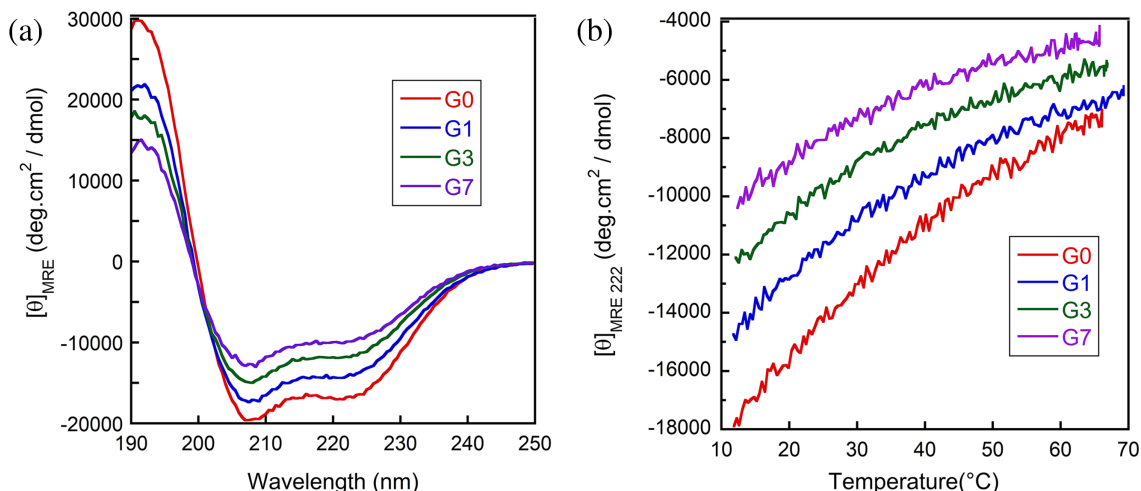 (a)
30000
20000
10000
0
-10000
-20000
[θ]MRE (deg.cm² / dmol)
190 200 210 220 230 240 250
Wavelength (nm)
G0
G1
G3
G7
(b)
-4000
-6000
-8000
-10000
-12000
-14000
-16000
-18000
[θ]MRE 222 (deg.cm² / dmol)
10 20 30 40 50 60 70
Temperature(°C)
G0
G1
G3
G7